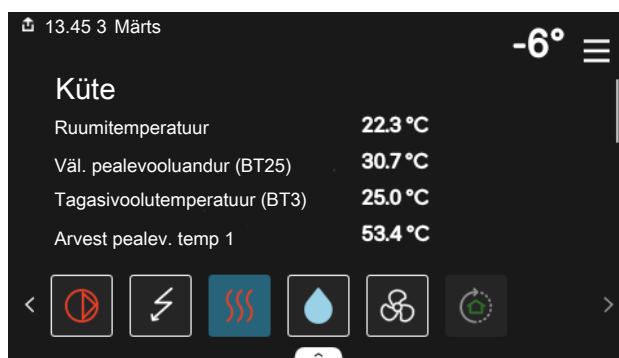 13.45 3 Märts
-6°
Küte
Ruumitemperatuur 22.3 °C
Väl. pealevooluandur (BT25) 30.7 °C
Tagasivoolutemperatuur (BT3) 25.0 °C
Arvest pealev. temp 1 53.4 °C